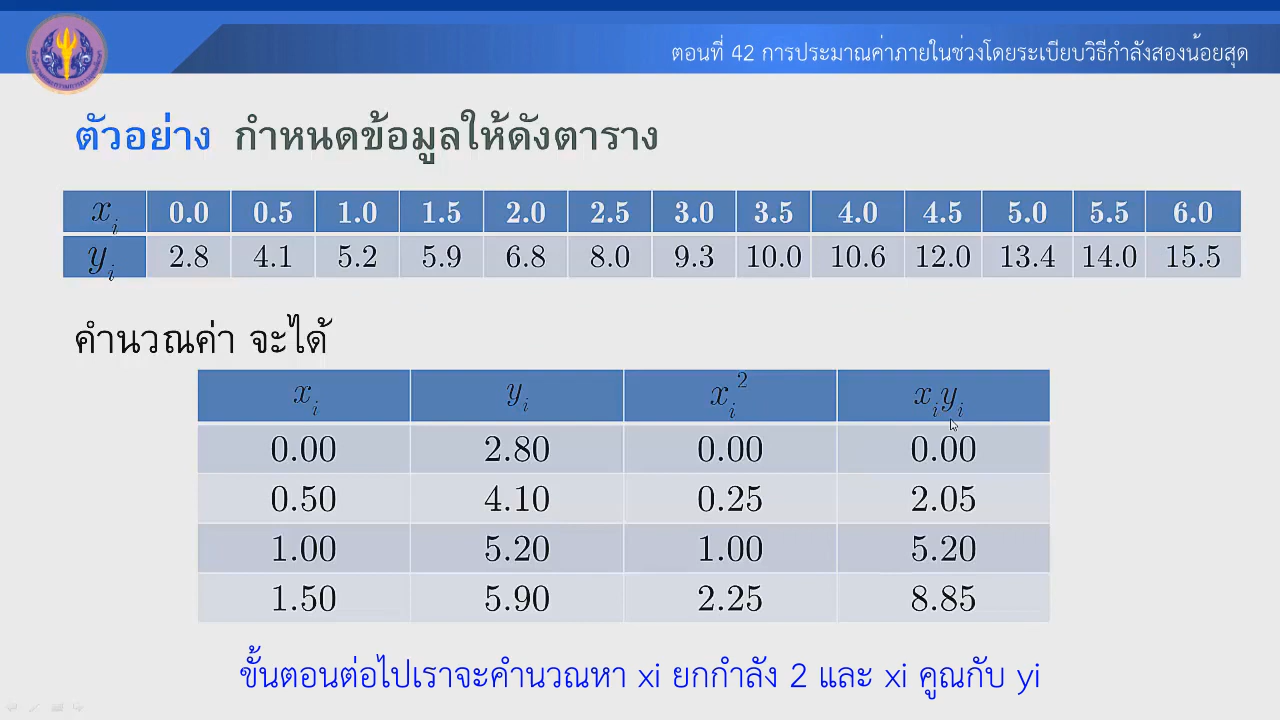 ตอนที่ 42 การประมาณค่าภายในช่วงโดยระเบียบวิธีกำลังสองน้อยสุด
ตัวอย่าง กำหนดข้อมูลให้ดังตาราง
xᵢ 0.0 0.5 1.0 1.5 2.0 2.5 3.0 3.5 4.0 4.5 5.0 5.5 6.0
yᵢ 2.8 4.1 5.2 5.9 6.8 8.0 9.3 10.0 10.6 12.0 13.4 14.0 15.5
คำนวณค่า จะได้
xᵢ yᵢ xᵢ² xᵢyᵢ
0.00 2.80 0.00 0.00
0.50 4.10 0.25 2.05
1.00 5.20 1.00 5.20
1.50 5.90 2.25 8.85
ขั้นตอนต่อไปเราจะคำนวณหา xi ยกกำลัง 2 และ xi คูณกับ yi